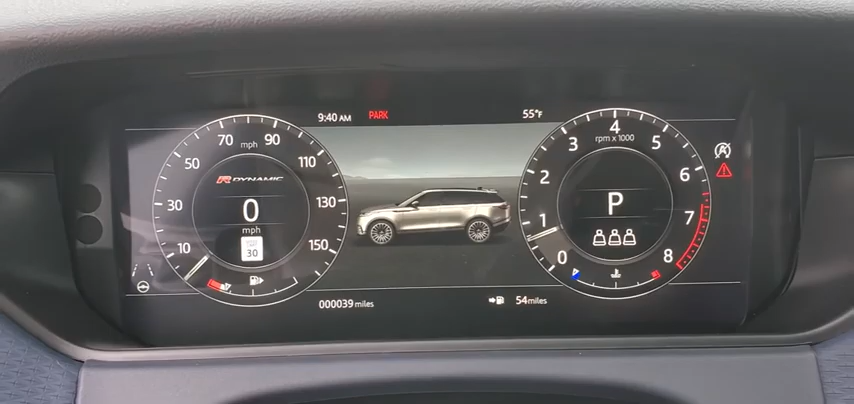 9:40 AM PARK 55°F
70 90
mph
50 110
R DYNAMIC
30 0 130
mph
10 30 150
4
rpm x 1000
3 5
2 6
P
1 7
0 8
000039 miles
54 miles